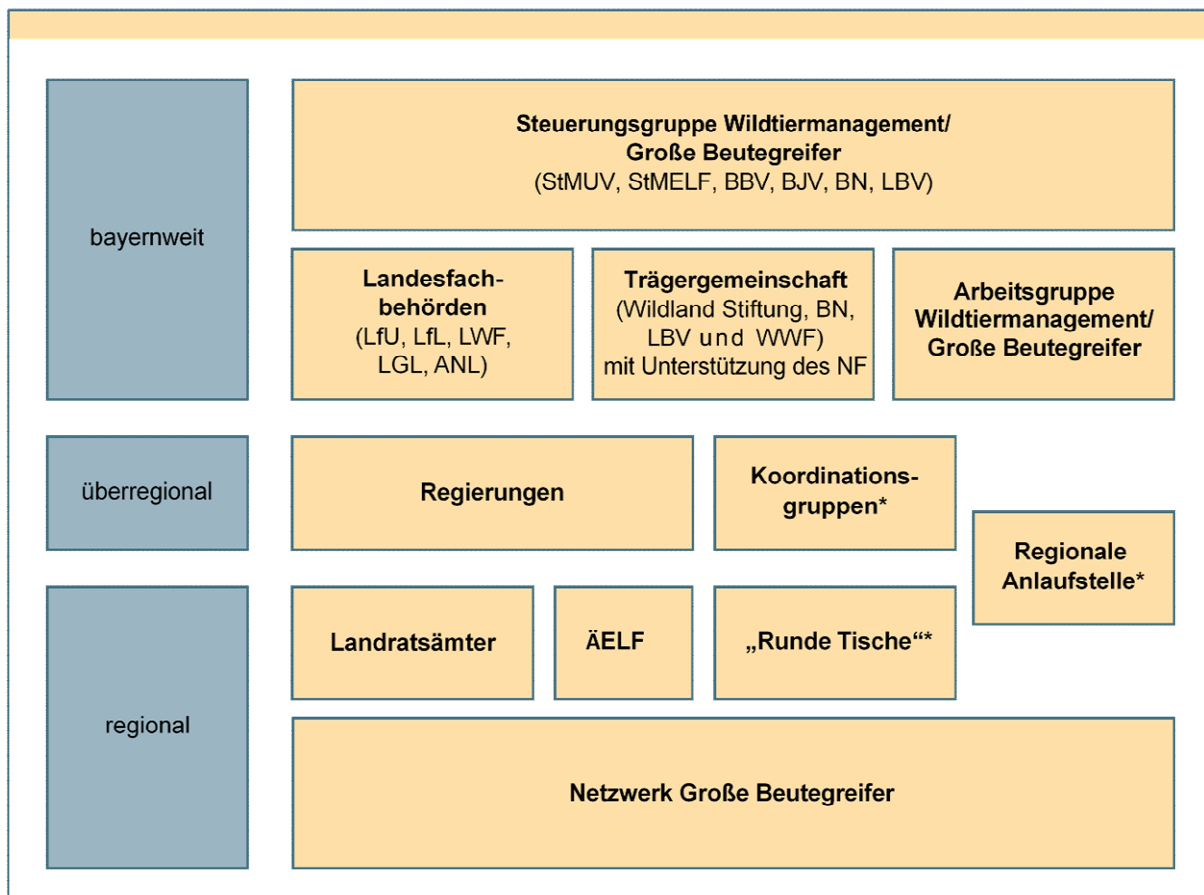 bayernweit
Steuerungsgruppe Wildtiermanagement/
Große Beutegreifer
(StMUV, StMELF, BBV, BJV, BN, LBV)
Landesfach-
behörden
(LfU, LfL, LWF,
LGL, ANL)
Trägergemeinschaft
(Wildland Stiftung, BN,
LBV und WWF)
mit Unterstützung des NF
Arbeitsgruppe
Wildtiermanagement/
Große Beutegreifer
überregional
Regierungen
Koordinations-
gruppen*
Regionale
Anlaufstelle*
regional
Landratsämter
ÄELF
„Runde Tische“*
Netzwerk Große Beutegreifer